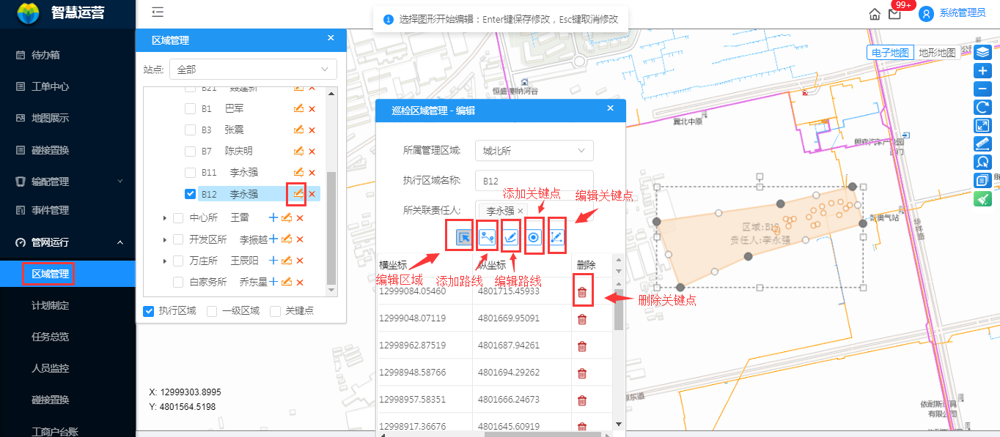 智慧运营
选择图形开始编辑：Enter键保存修改，Esc键取消修改
99+
系统管理员
待办箱
工单中心
地图展示
碰接置换
输配管理
事件管理
管网运行
区域管理
计划制定
任务总览
人员监控
碰接置换
工商户台账
区域管理
站点:
全部
B21
B1 巴军
B3 张震
B7 陈庆明
B11 李永强
B12 李永强
中心所 王雷
开发区所 李振越
万庄所 王辰阳
白家务所 乔东星
执行区域 一级区域 关键点
X: 12999303.8995
Y: 4801564.5198
巡检区域管理 - 编辑
所属管理区域: 城北所
执行区域名称: B12
所关联责任人: 李永强 ×
添加关键点
编辑关键点
编辑区域
添加路线
编辑路线
删除关键点
横坐标 纵坐标 删除
12999084.05460 4801715.45933
12999048.07119 4801669.95091
12998962.87519 4801687.94261
12998948.58766 4801694.29262
12998957.58351 4801666.24673
12998917.36676 4801645.60919
电子地图 地形地图
冀北中原
区域:B12
责任人:李永强
新奥气站
华祥路